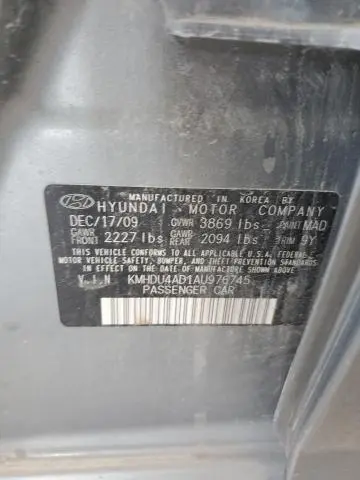 MANUFACTURED IN KOREA BY
HYUNDAI MOTOR COMPANY
DEC/17/09 GVWR 3869 lbs PAINT MAD
GAWR FRONT 2227 lbs GAWR REAR 2094 lbs TRIM 9Y
THIS VEHICLE CONFORMS TO ALL APPLICABLE U.S.A. FEDERAL
MOTOR VEHICLE SAFETY, BUMPER, AND THEFT PREVENTION
STANDARDS IN EFFECT ON THE DATE OF MANUFACTURE SHOWN ABOVE.
V.I.N KMHDU4AD1AU976745
PASSENGER CAR